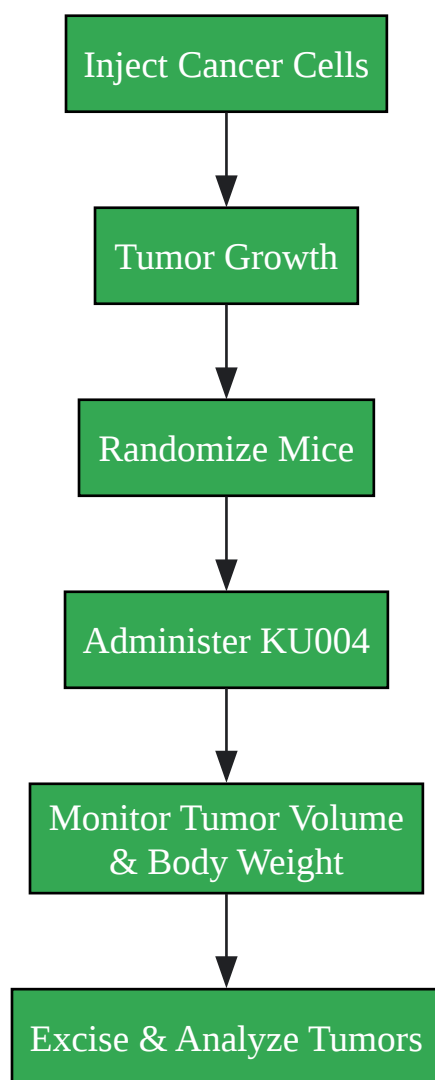 Inject Cancer Cells
Tumor Growth
Randomize Mice
Administer KU004
Monitor Tumor Volume
& Body Weight
Excise & Analyze Tumors